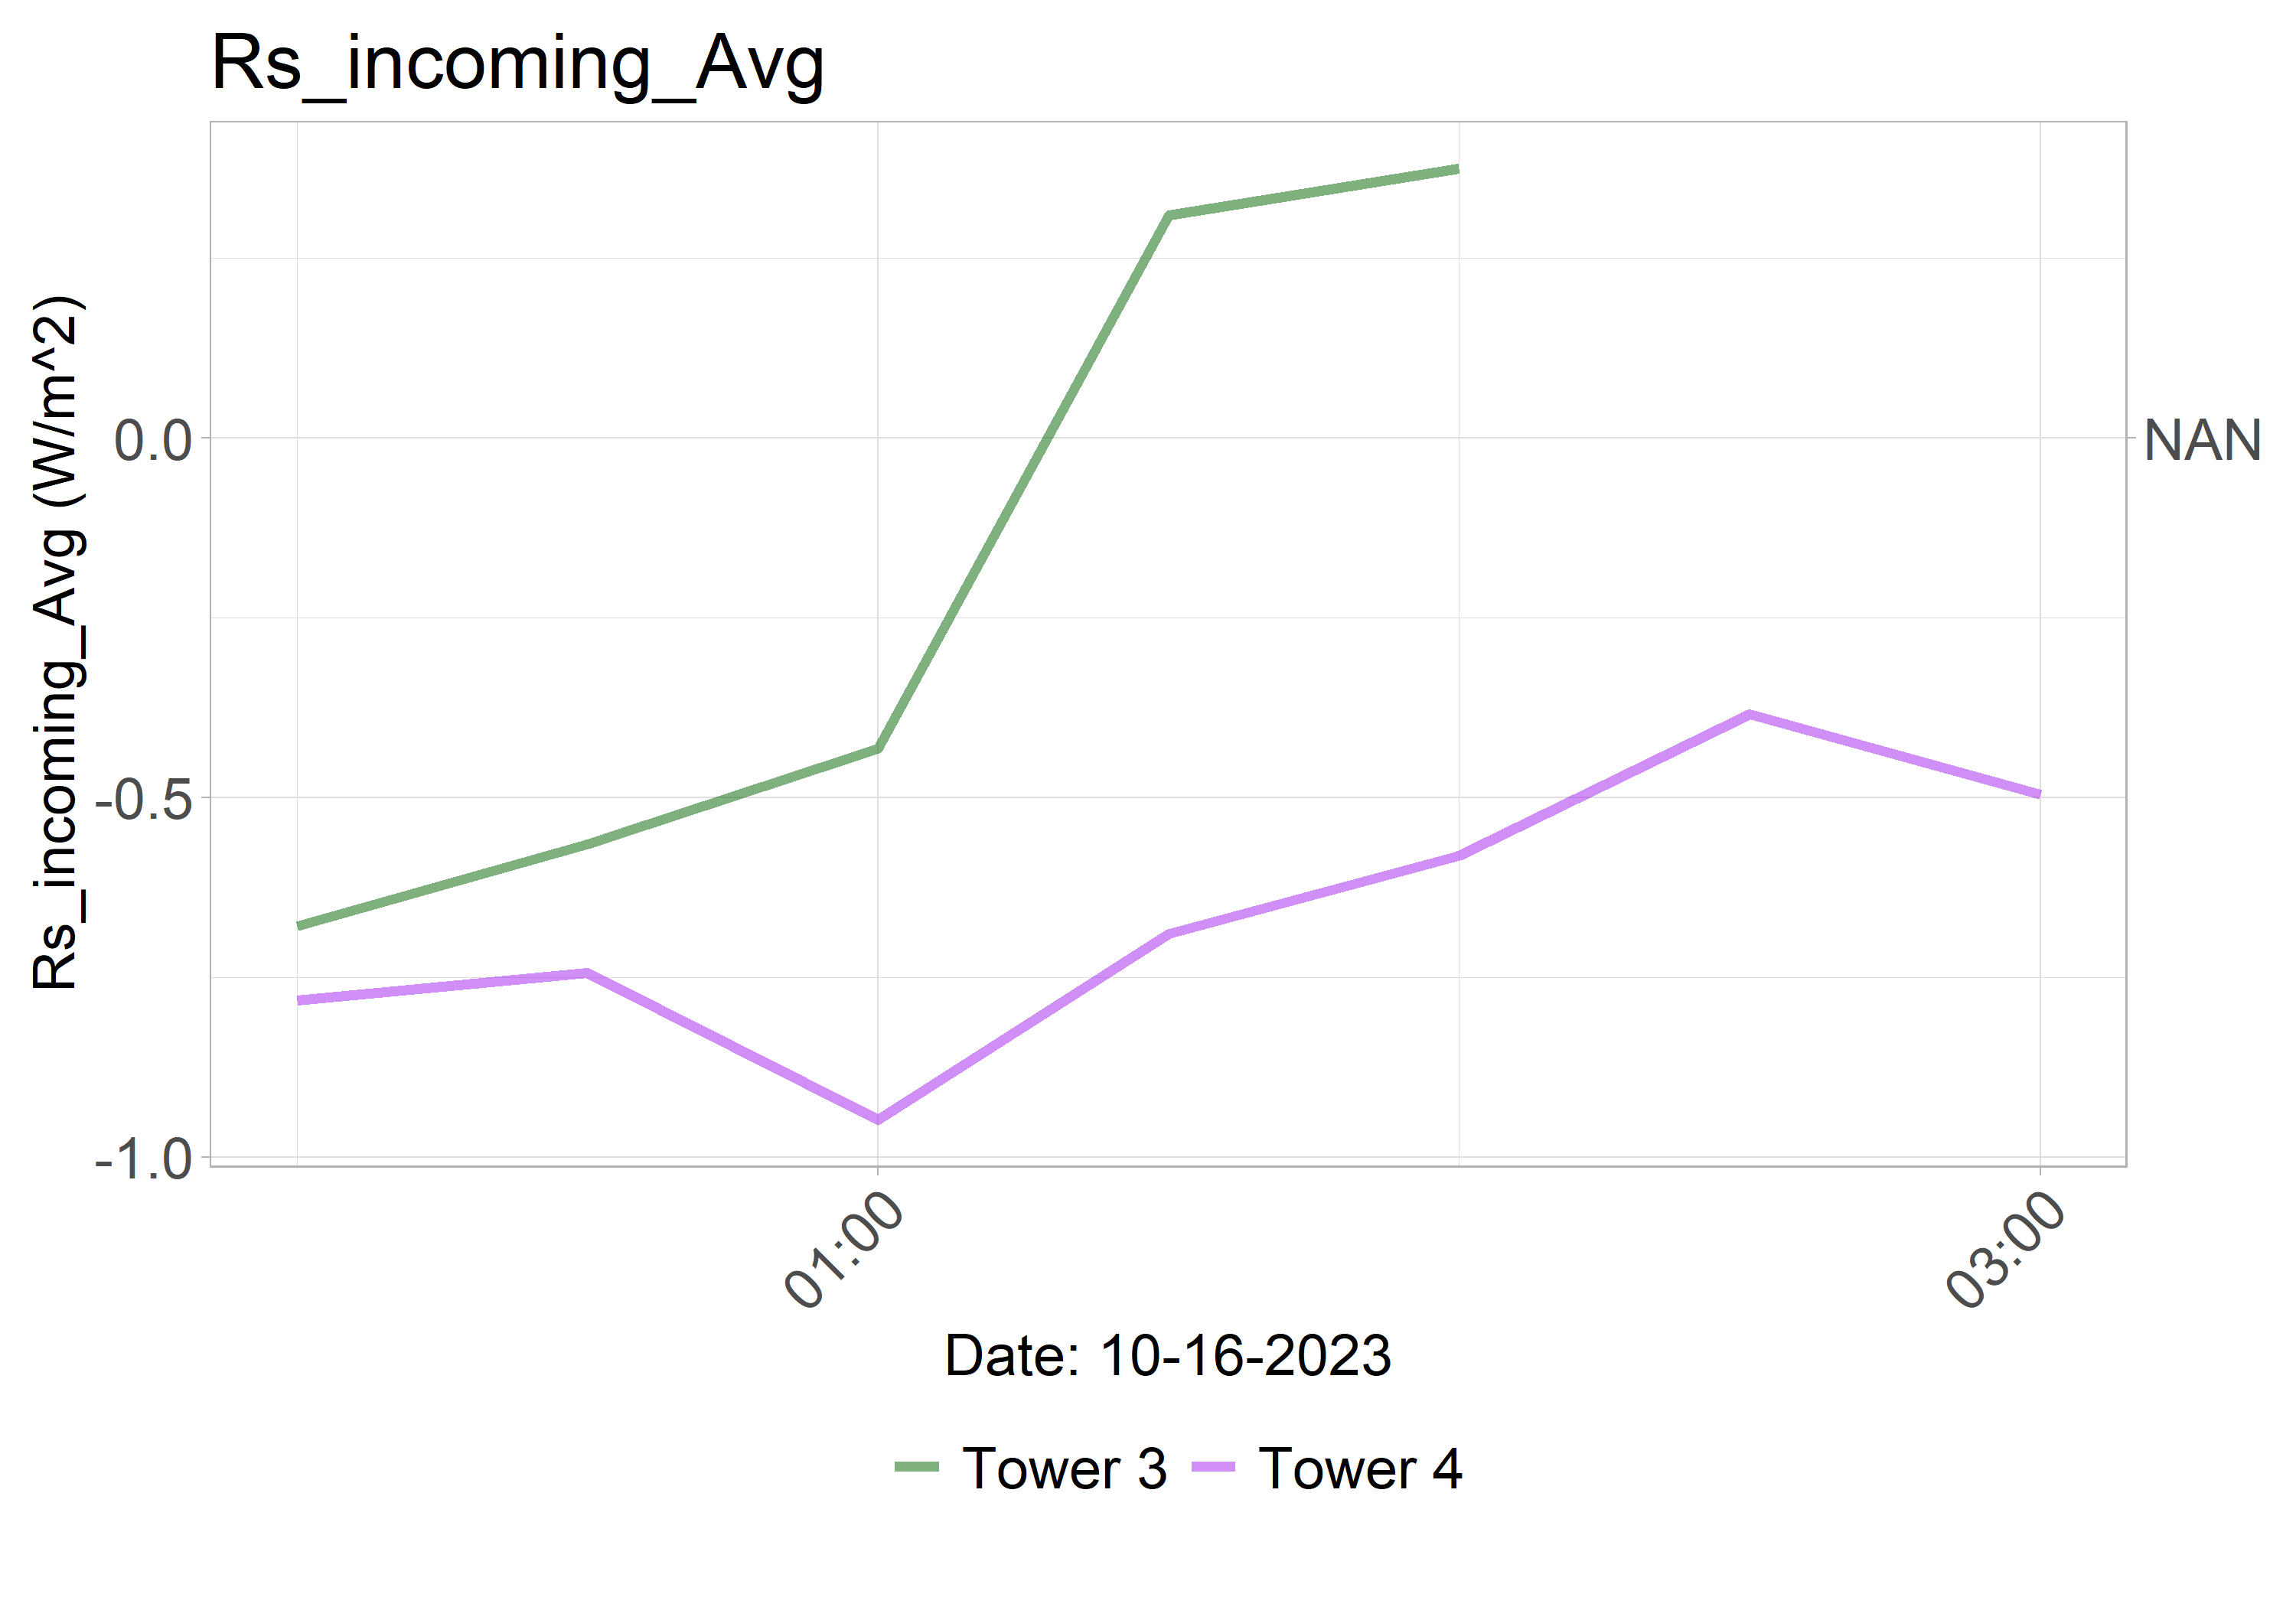 Rs_incoming_Avg
Rs_incoming_Avg (W/m^2)
0.0
-0.5
-1.0
NAN
01:00
03:00
Date: 10-16-2023
Tower 3
Tower 4